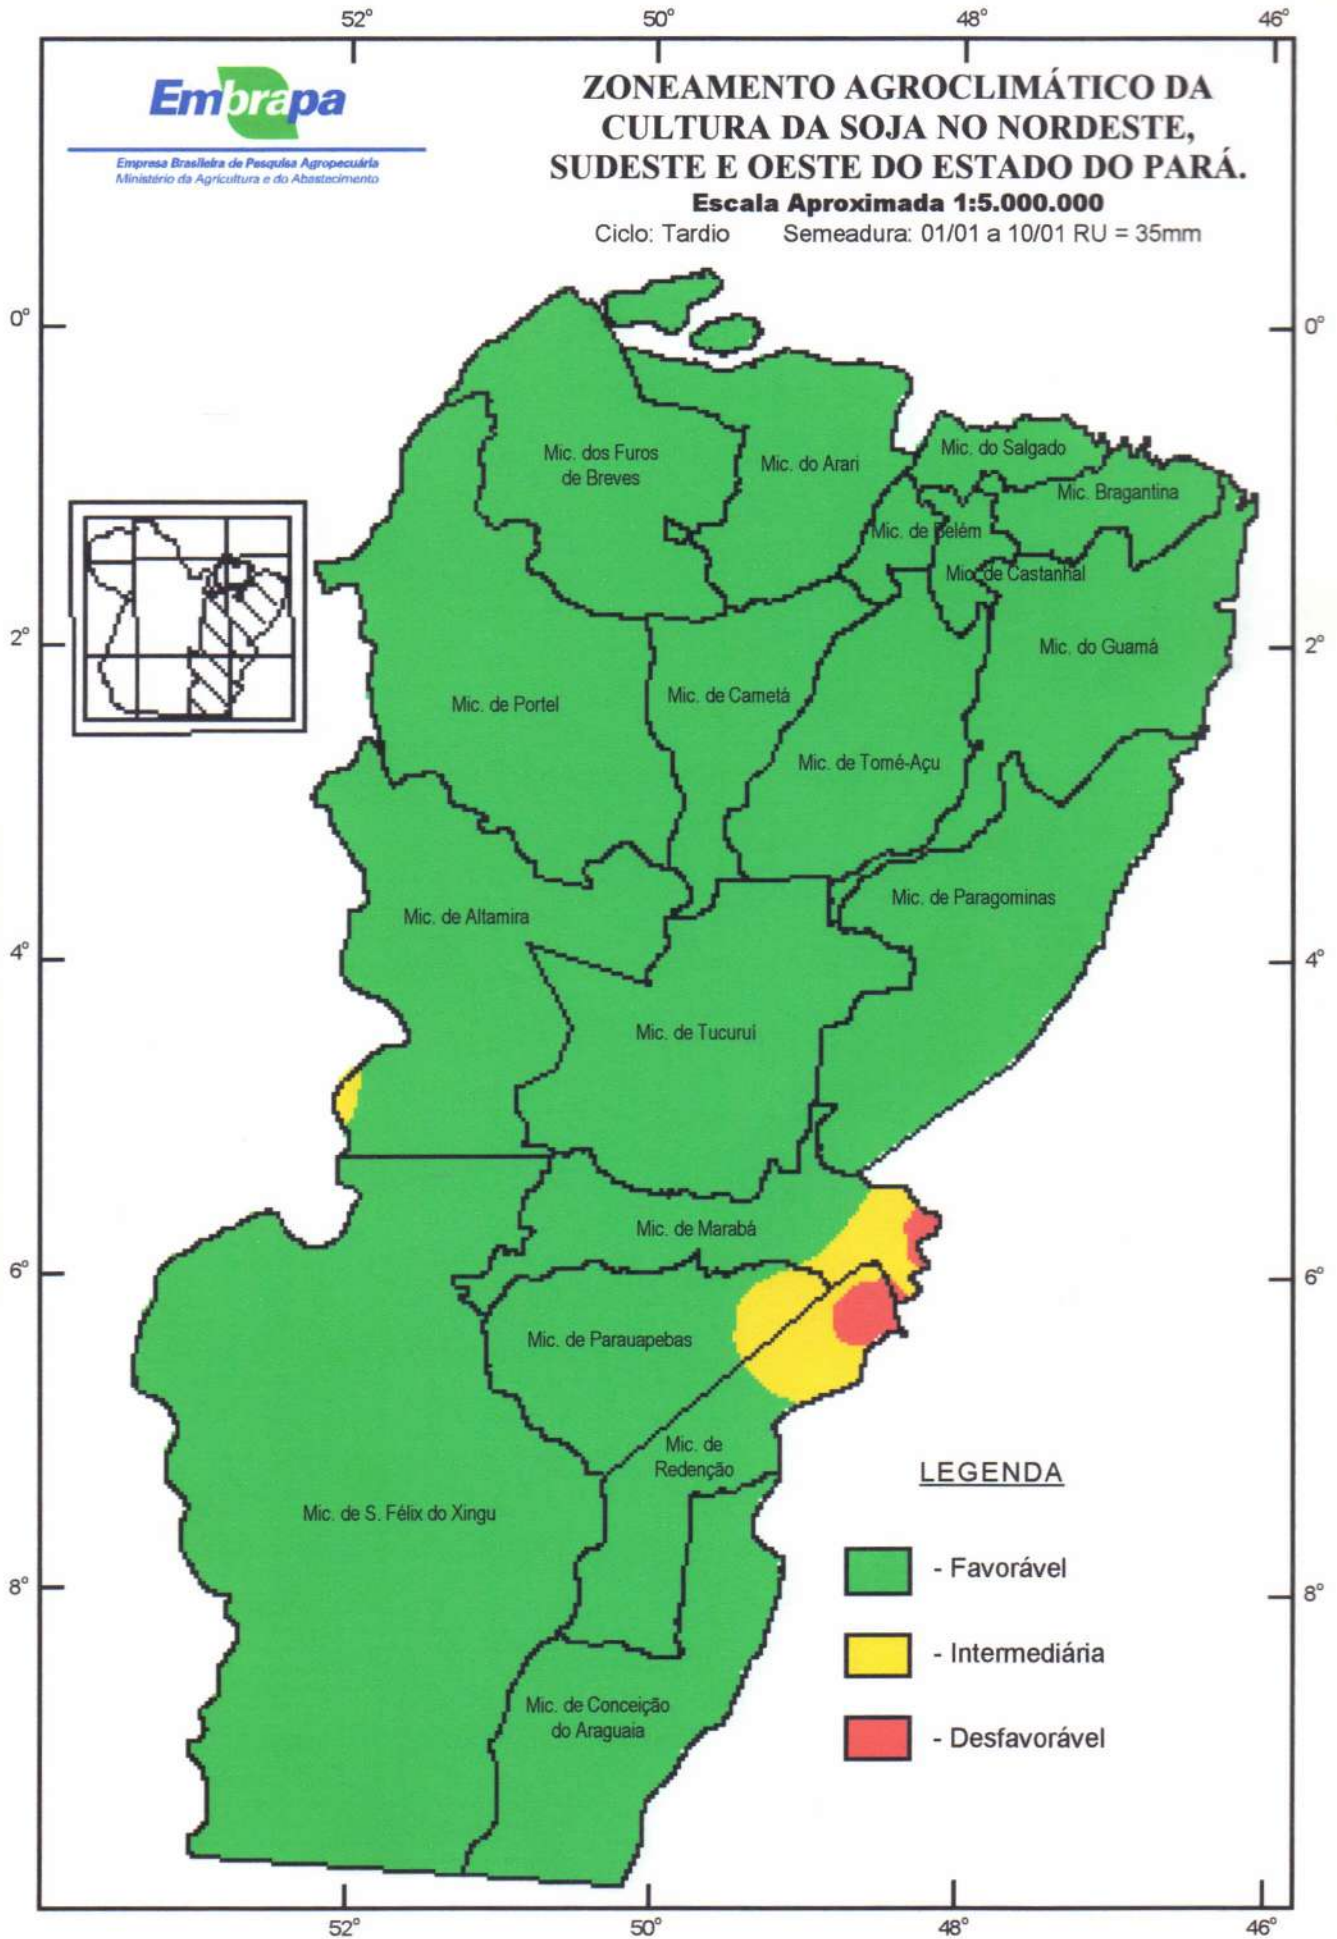 52°
50°
48°
46°
Embrapa
Empresa Brasileira de Pesquisa Agropecuária
Ministério da Agricultura e do Abastecimento
ZONEAMENTO AGROCLIMÁTICO DA
CULTURA DA SOJA NO NORDESTE,
SUDESTE E OESTE DO ESTADO DO PARÁ.
Escala Aproximada 1:5.000.000
Ciclo: Tardio Semeadura: 01/01 a 10/01 RU = 35mm
0°
0°
Mic. dos Furos
de Breves
Mic. do Arari
Mic. do Salgado
Mic. Bragantina
Mic. de Belém
Mic. de Castanhal
2°
Mic. do Guamá
2°
Mic. de Portel
Mic. de Cametá
Mic. de Tomé-Açu
Mic. de Paragominas
Mic. de Altamira
4°
4°
Mic. de Tucuruí
Mic. de Marabá
6°
6°
Mic. de Parauapebas
Mic. de
Redenção
LEGENDA
Mic. de S. Félix do Xingu
- Favorável
8°
8°
- Intermediária
Mic. de Conceição
do Araguaia
- Desfavorável
52°
50°
48°
46°